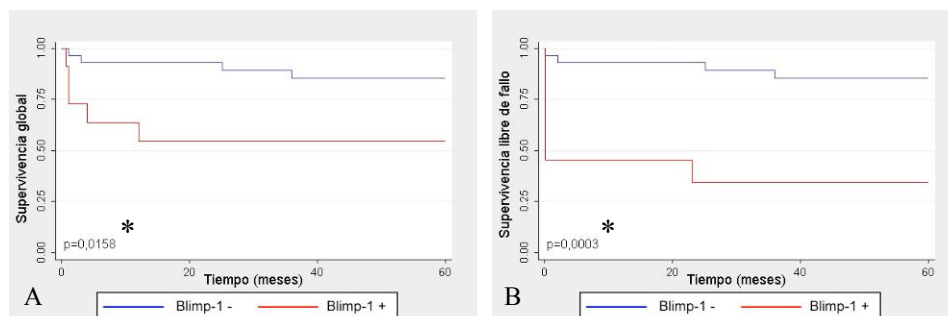 1.00
0.75
0.50
0.25
0.00
Supervivencia global
*
p=0,0158
0
20
40
60
Tiempo (meses)
A
Blimp-1 -
Blimp-1 +
1.00
0.75
0.50
0.25
0.00
Supervivencia libre de fallo
*
p=0,0003
0
20
40
60
Tiempo (meses)
B
Blimp-1 -
Blimp-1 +